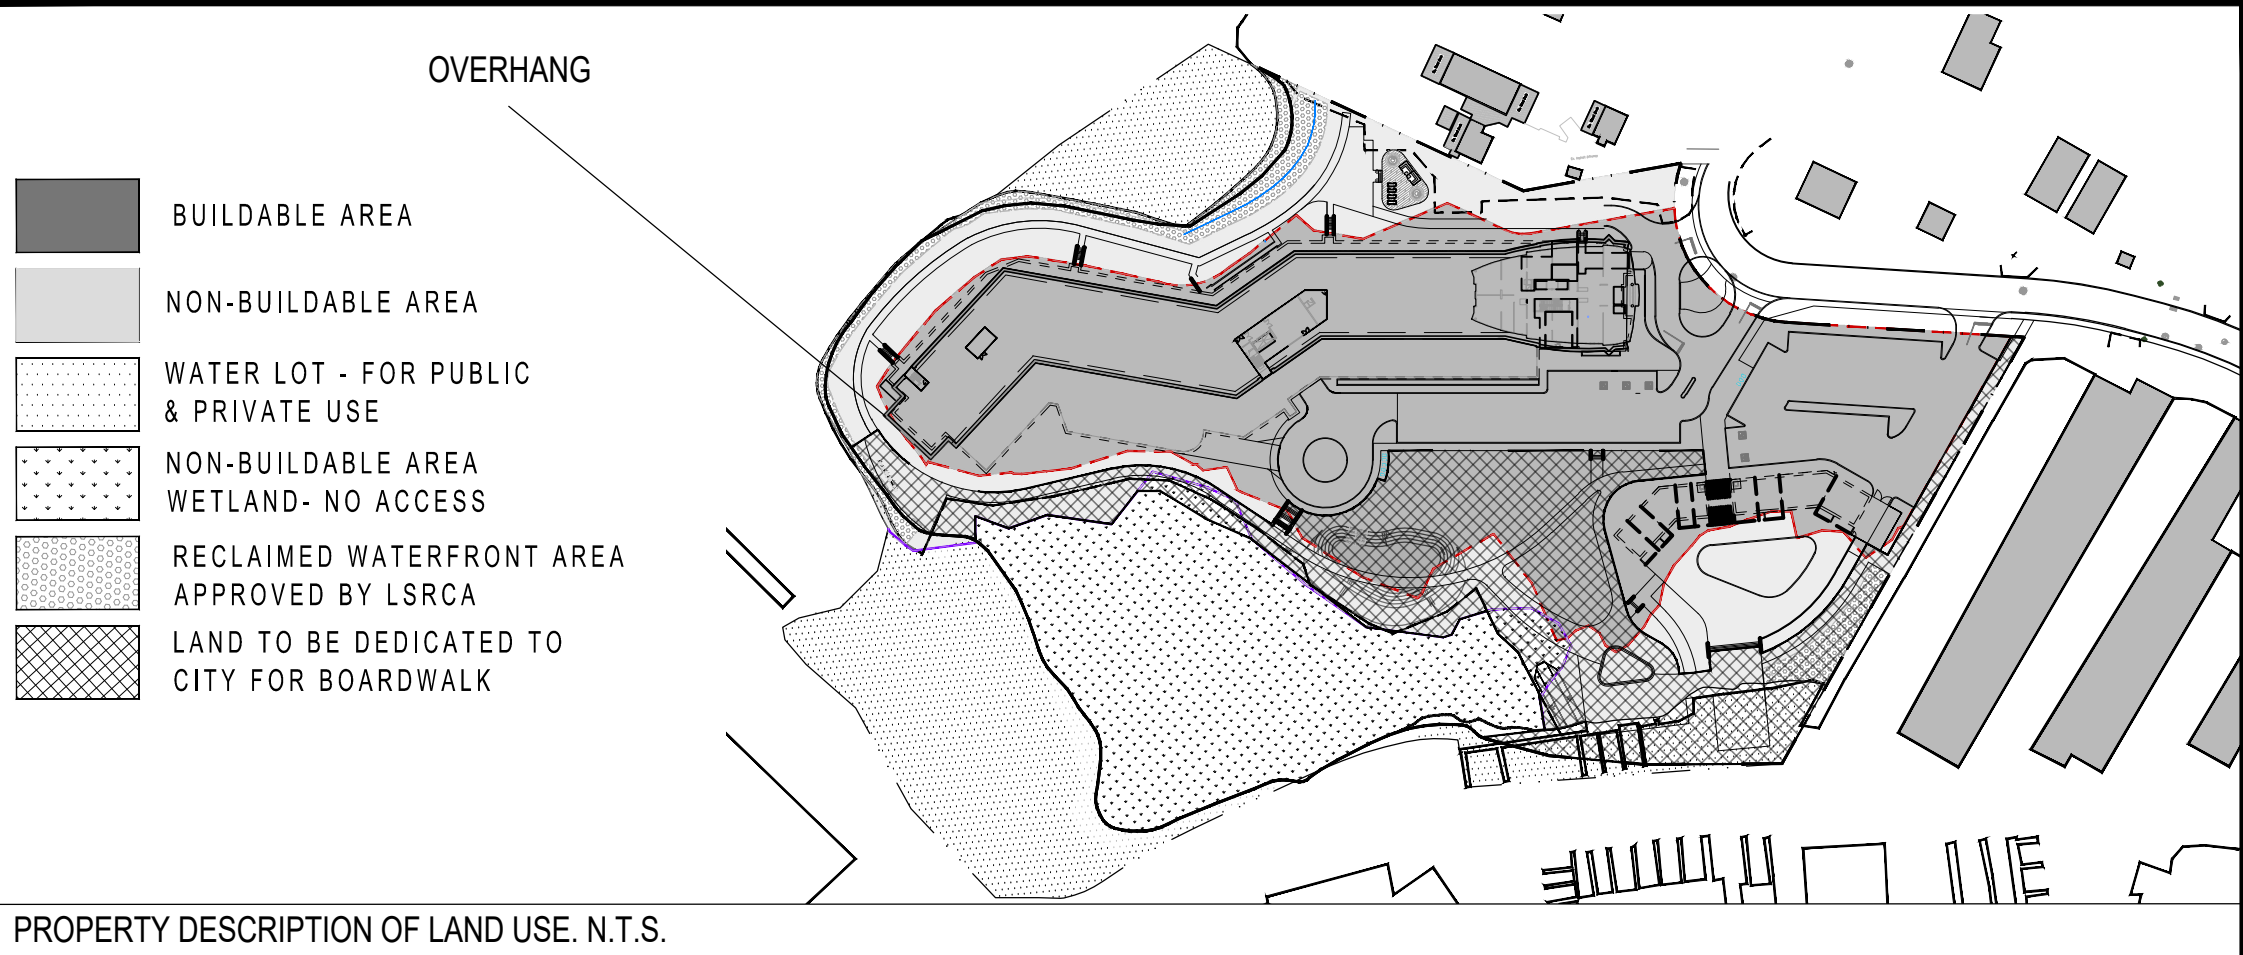 OVERHANG
BUILDABLE AREA
NON-BUILDABLE AREA
WATER LOT - FOR PUBLIC
& PRIVATE USE
NON-BUILDABLE AREA
WETLAND- NO ACCESS
RECLAIMED WATERFRONT AREA
APPROVED BY LSRCA
LAND TO BE DEDICATED TO
CITY FOR BOARDWALK
PROPERTY DESCRIPTION OF LAND USE. N.T.S.